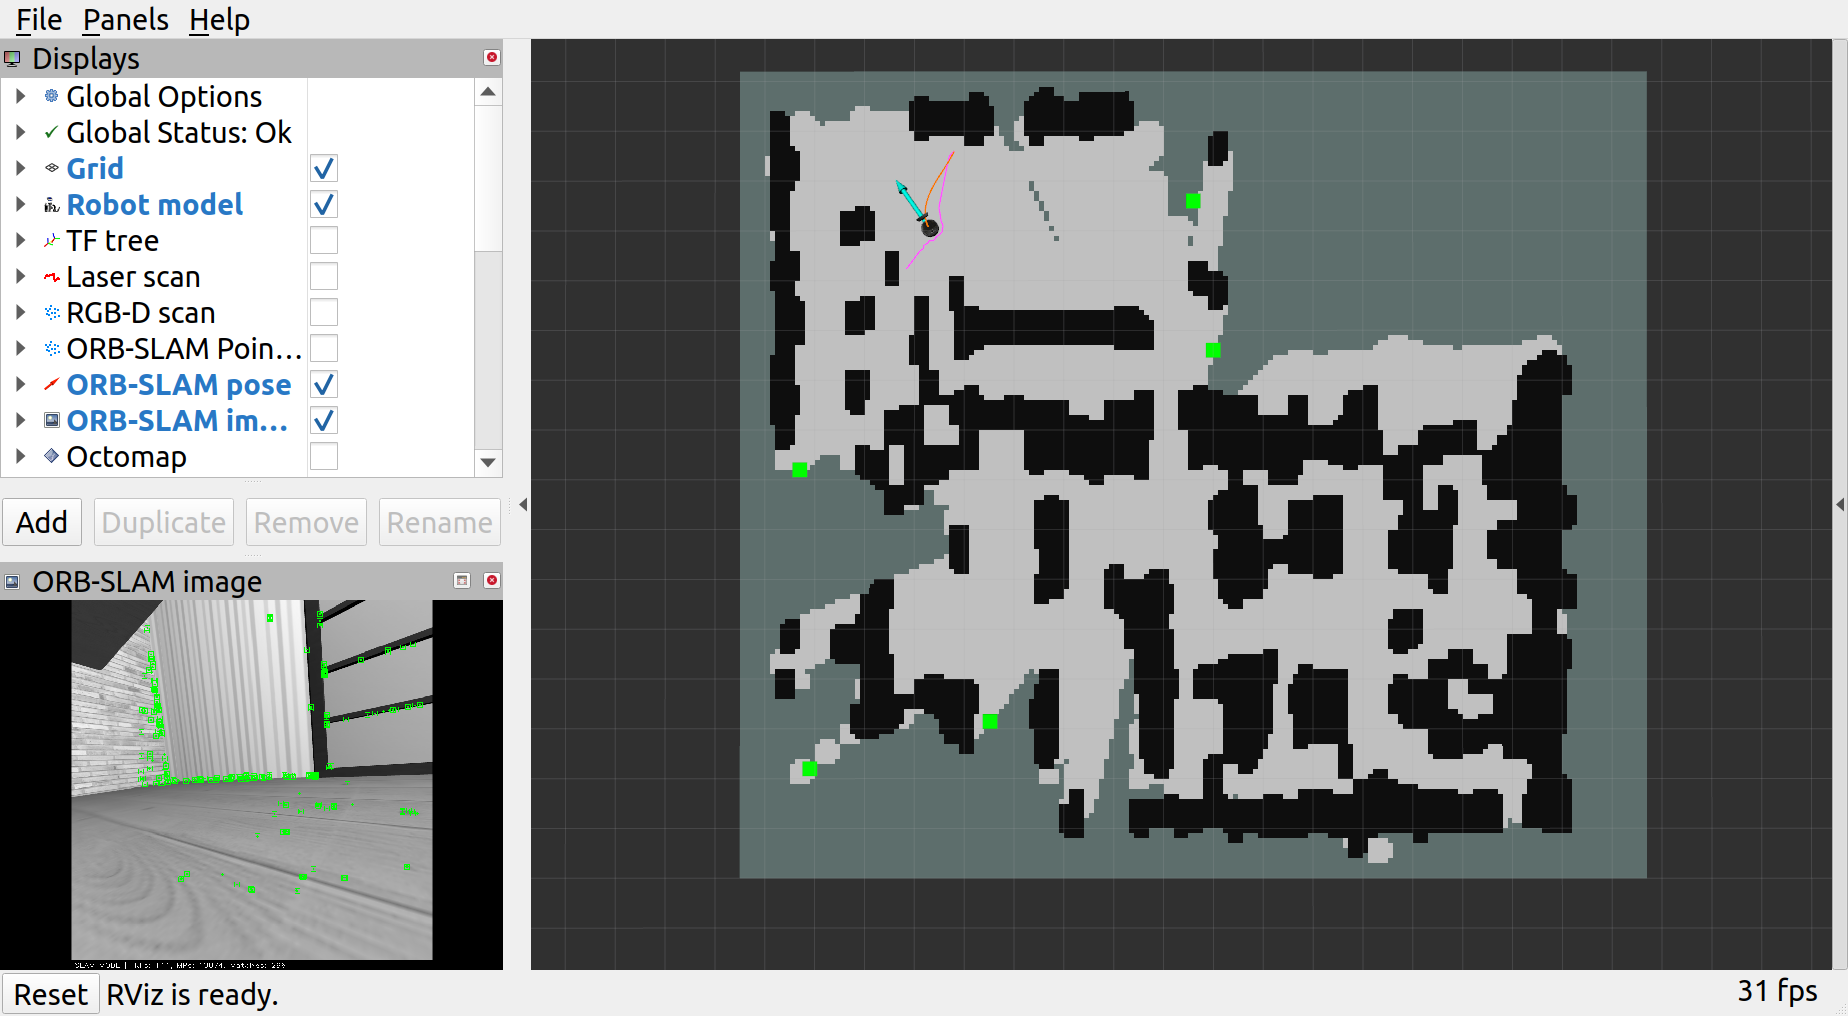 File Panels Help
Displays
Global Options
Global Status: Ok
Grid
Robot model
TF tree
Laser scan
RGB-D scan
ORB-SLAM Poin...
ORB-SLAM pose
ORB-SLAM im...
Octomap
Add Duplicate Remove Rename
ORB-SLAM image
SLAM MODE |
Reset RViz is ready.
31 fps